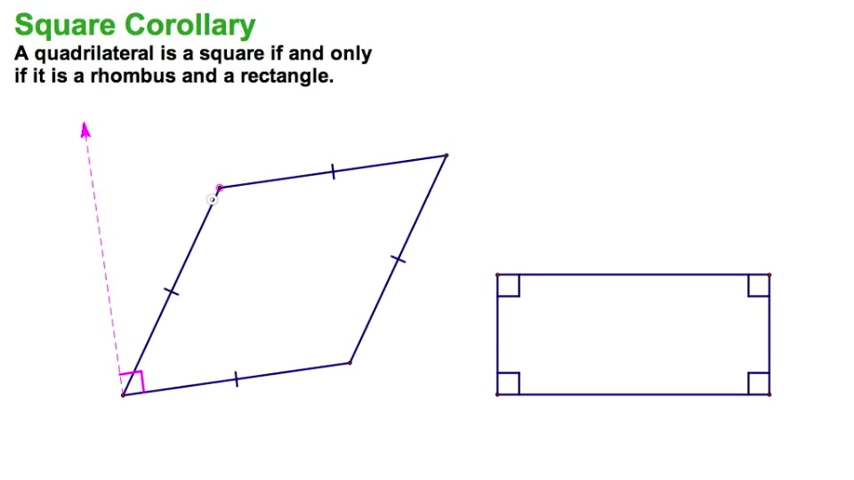 Square Corollary
A quadrilateral is a square if and only
if it is a rhombus and a rectangle.